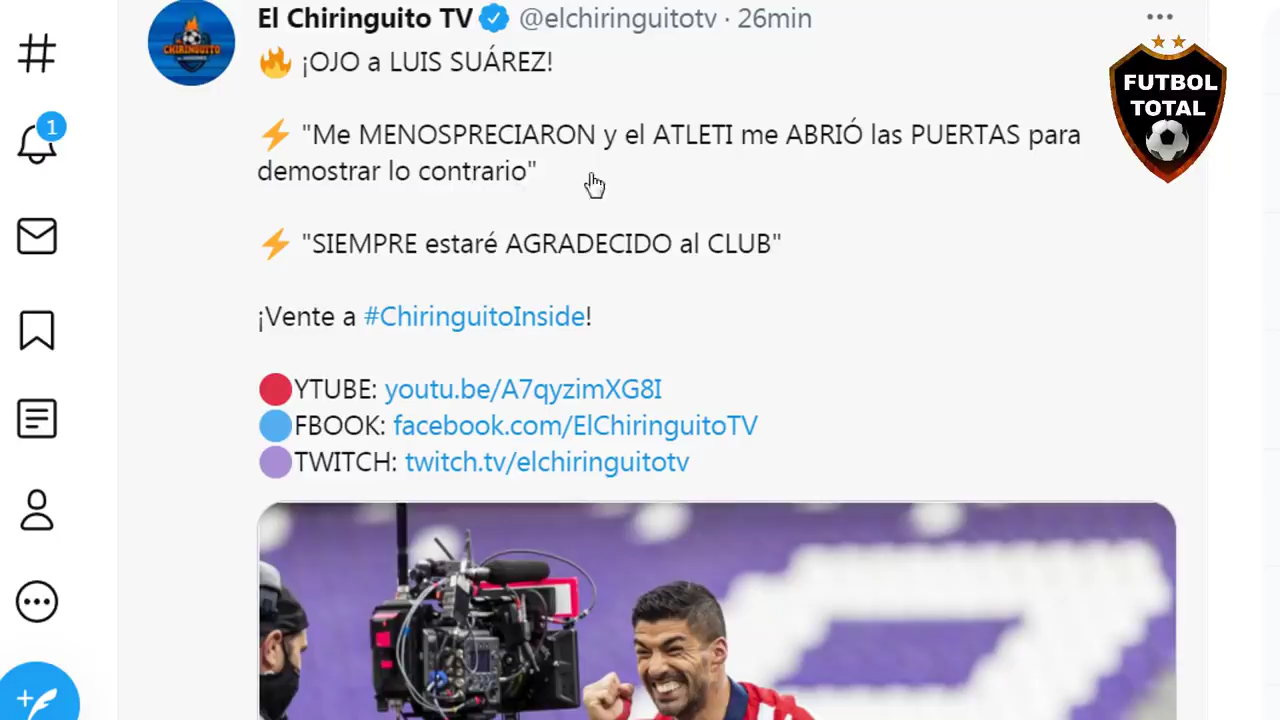 El Chiringuito TV @elchiringuitotv · 26min
¡OJO a LUIS SUÁREZ!
"Me MENOSPRECIARON y el ATLETI me ABRIÓ las PUERTAS para
demostrar lo contrario"
"SIEMPRE estaré AGRADECIDO al CLUB"
¡Vente a #ChiringuitoInside!
YTUBE: youtu.be/A7qyzimXG8I
FBOOK: facebook.com/ElChiringuitoTV
TWITCH: twitch.tv/elchiringuitotv
1
CHIRINGUITO
FUTBOL
TOTAL